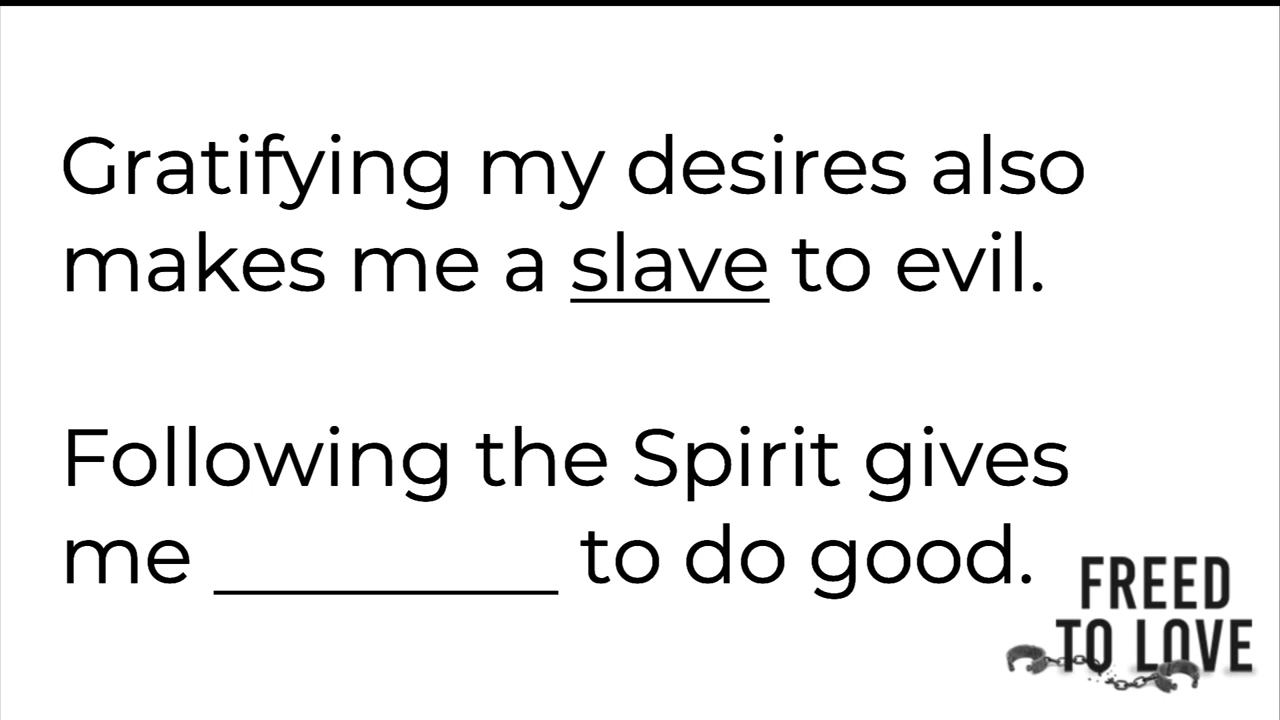 Gratifying my desires also
makes me a slave to evil.
Following the Spirit gives
me __________ to do good.
FREED
TO LOVE